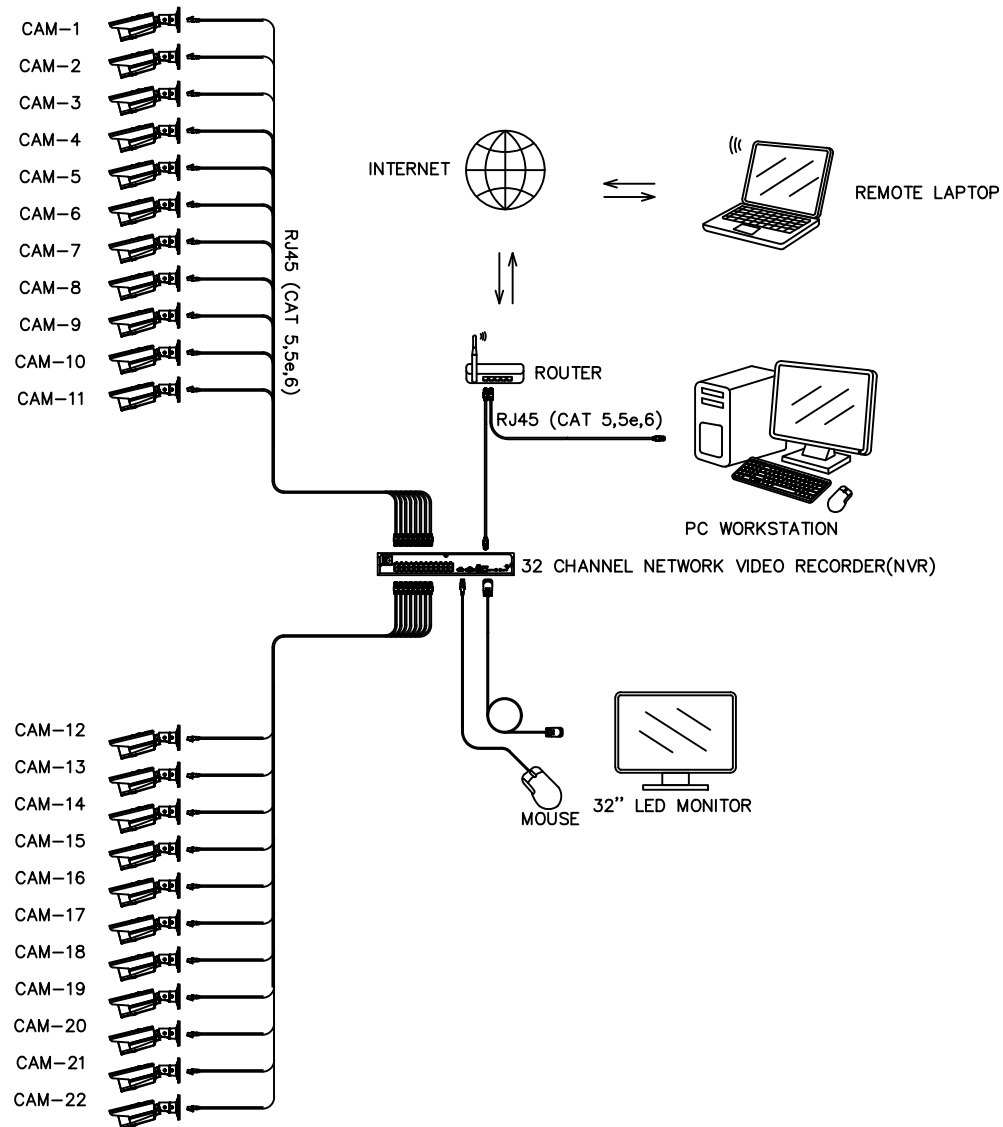 CAM-1
CAM-2
CAM-3
CAM-4
CAM-5
CAM-6
CAM-7
CAM-8
CAM-9
CAM-10
CAM-11
RJ45 (CAT 5,5e,6)
INTERNET
REMOTE LAPTOP
ROUTER
RJ45 (CAT 5,5e,6)
PC WORKSTATION
32 CHANNEL NETWORK VIDEO RECORDER(NVR)
MOUSE
32" LED MONITOR
CAM-12
CAM-13
CAM-14
CAM-15
CAM-16
CAM-17
CAM-18
CAM-19
CAM-20
CAM-21
CAM-22